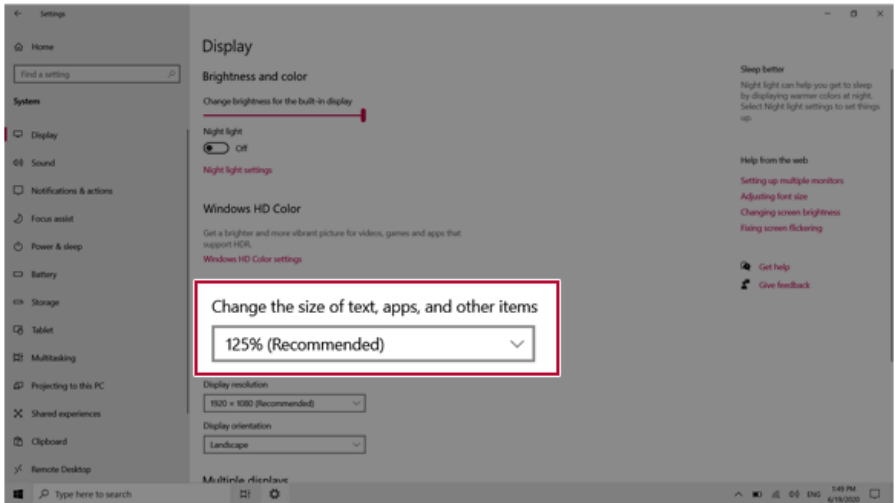 Settings
Home
Find a setting
System
Display
Sound
Notifications & actions
Focus assist
Power & sleep
Battery
Storage
Tablet
Multitasking
Projecting to this PC
Shared experiences
Clipboard
Remote Desktop
Display
Brightness and color
Change brightness for the built-in display
Night light
Off
Night light settings
Windows HD Color
Get a brighter and more vibrant picture for videos, games and apps that
support HDR.
Windows HD Color settings
Change the size of text, apps, and other items
125% (Recommended)
Display resolution
1920 × 1080 (Recommended)
Display orientation
Landscape
Multiple displays
Sleep better
Night light can help you get to sleep
by displaying warmer colors at night.
Select Night light settings to set things
up.
Help from the web
Setting up multiple monitors
Adjusting font size
Changing screen brightness
Fixing screen flickering
Get help
Give feedback
Type here to search
ENG
1:49 PM
6/19/2020